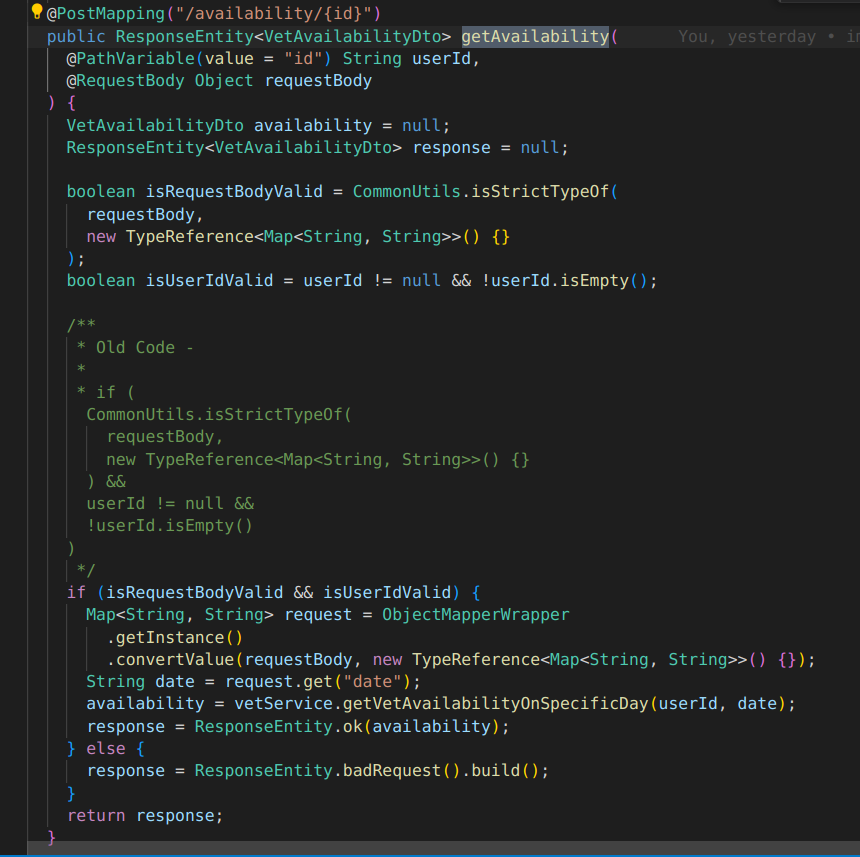 @PostMapping("/availability/{id}")
public ResponseEntity<VetAvailabilityDto> getAvailability( You, yesterday •
@PathVariable(value = "id") String userId,
@RequestBody Object requestBody
) {
VetAvailabilityDto availability = null;
ResponseEntity<VetAvailabilityDto> response = null;
boolean isRequestBodyValid = CommonUtils.isStrictTypeOf(
requestBody,
new TypeReference<Map<String, String>>() {}
);
boolean isUserIdValid = userId != null && !userId.isEmpty();
/**
* Old Code -
*
* if (
CommonUtils.isStrictTypeOf(
requestBody,
new TypeReference<Map<String, String>>() {}
) &&
userId != null &&
!userId.isEmpty()
)
*/
if (isRequestBodyValid && isUserIdValid) {
Map<String, String> request = ObjectMapperWrapper
.getInstance()
.convertValue(requestBody, new TypeReference<Map<String, String>>() {});
String date = request.get("date");
availability = vetService.getVetAvailabilityOnSpecificDay(userId, date);
response = ResponseEntity.ok(availability);
} else {
response = ResponseEntity.badRequest().build();
}
return response;
}